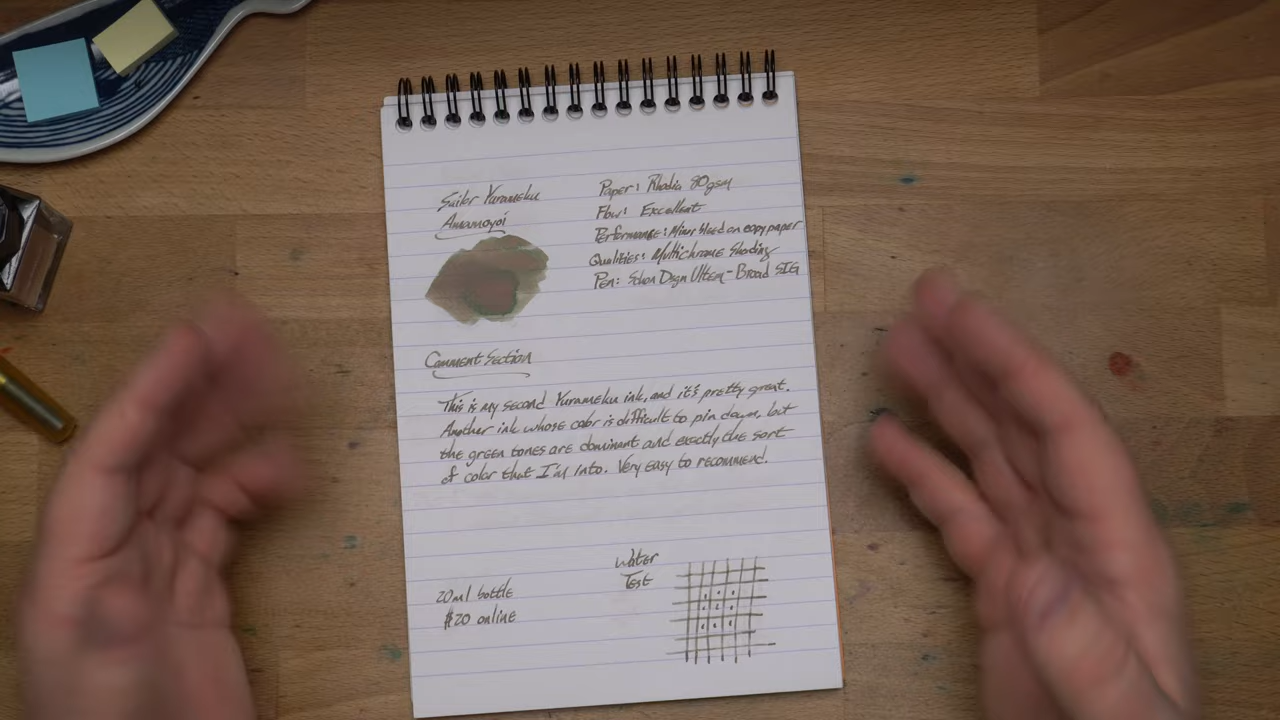 Sailor Yurameku
Amamoyoi
Paper: Rhodia 80gsm
Flow: Excellent
Performance: Minor bleed on copy paper
Qualities: Multichrome Shading
Pen: Schon Dsgn Ultem - Broad SIG
Comment Section
This is my second Yurameku ink, and it's pretty great.
Another ink whose color is difficult to pin down, but
the green tones are dominant and exactly the sort
of color that I'm into. Very easy to recommend.
Water
Test
20ml bottle
$20 online